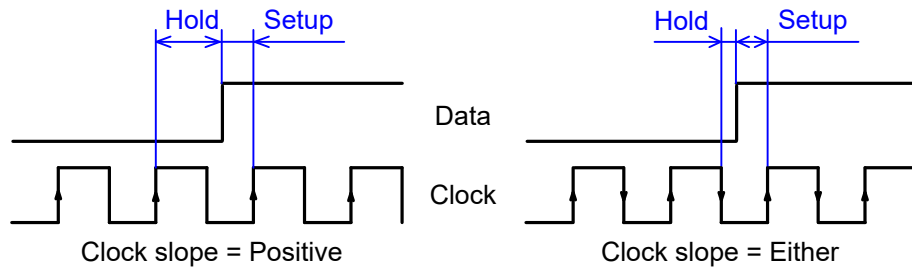 Hold Setup
Hold Setup
Data
Clock
Clock slope = Positive
Clock slope = Either